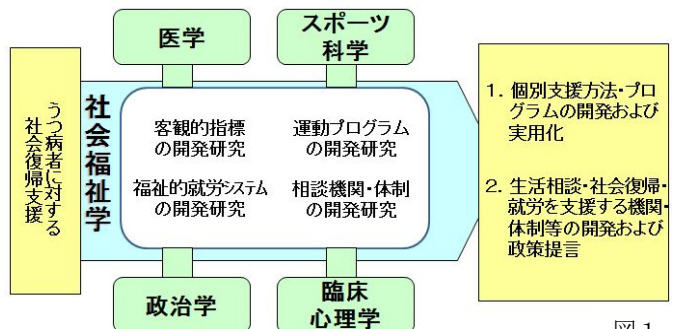 医学
スポーツ
科学
うつ病者に対する
社会復帰支援
社会福祉学
客観的指標
の開発研究
運動プログラム
の開発研究
福祉的就労システム
の開発研究
相談機関・体制
の開発研究
政治学
臨床
心理学
1. 個別支援方法・プロ
グラムの開発および
実用化
2. 生活相談・社会復帰・
就労を支援する機関・
体制等の開発および
政策提言
図1